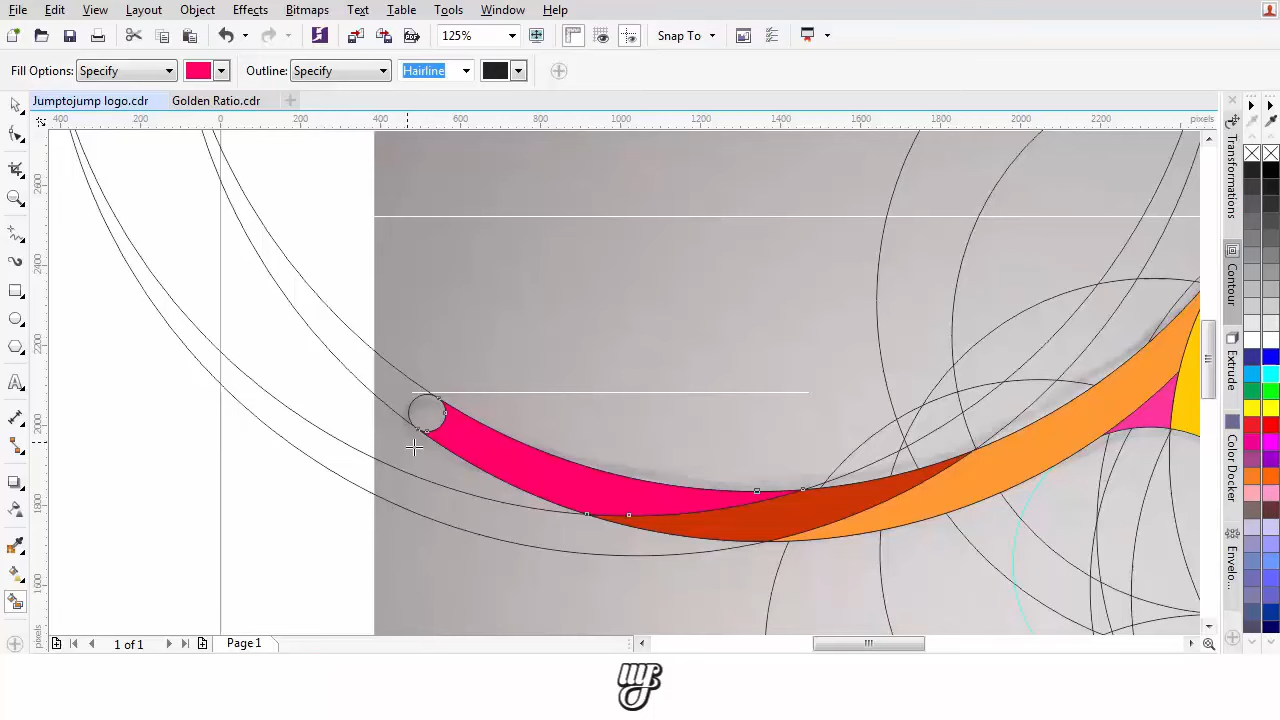 File Edit View Layout Object Effects Bitmaps Text Table Tools Window Help
125% Snap To
Fill Options: Specify Outline: Specify Hairline
Jumptojump logo.cdr Golden Ratio.cdr
400 200 0 200 400 600 800 1000 1200 1400 1600 1800 2000 2200 pixels
2600
2400
2200
2000
1800
1600
pixels
Transformations
Contour
Extrude
Color Docker
Envelo...
1 of 1 Page 1